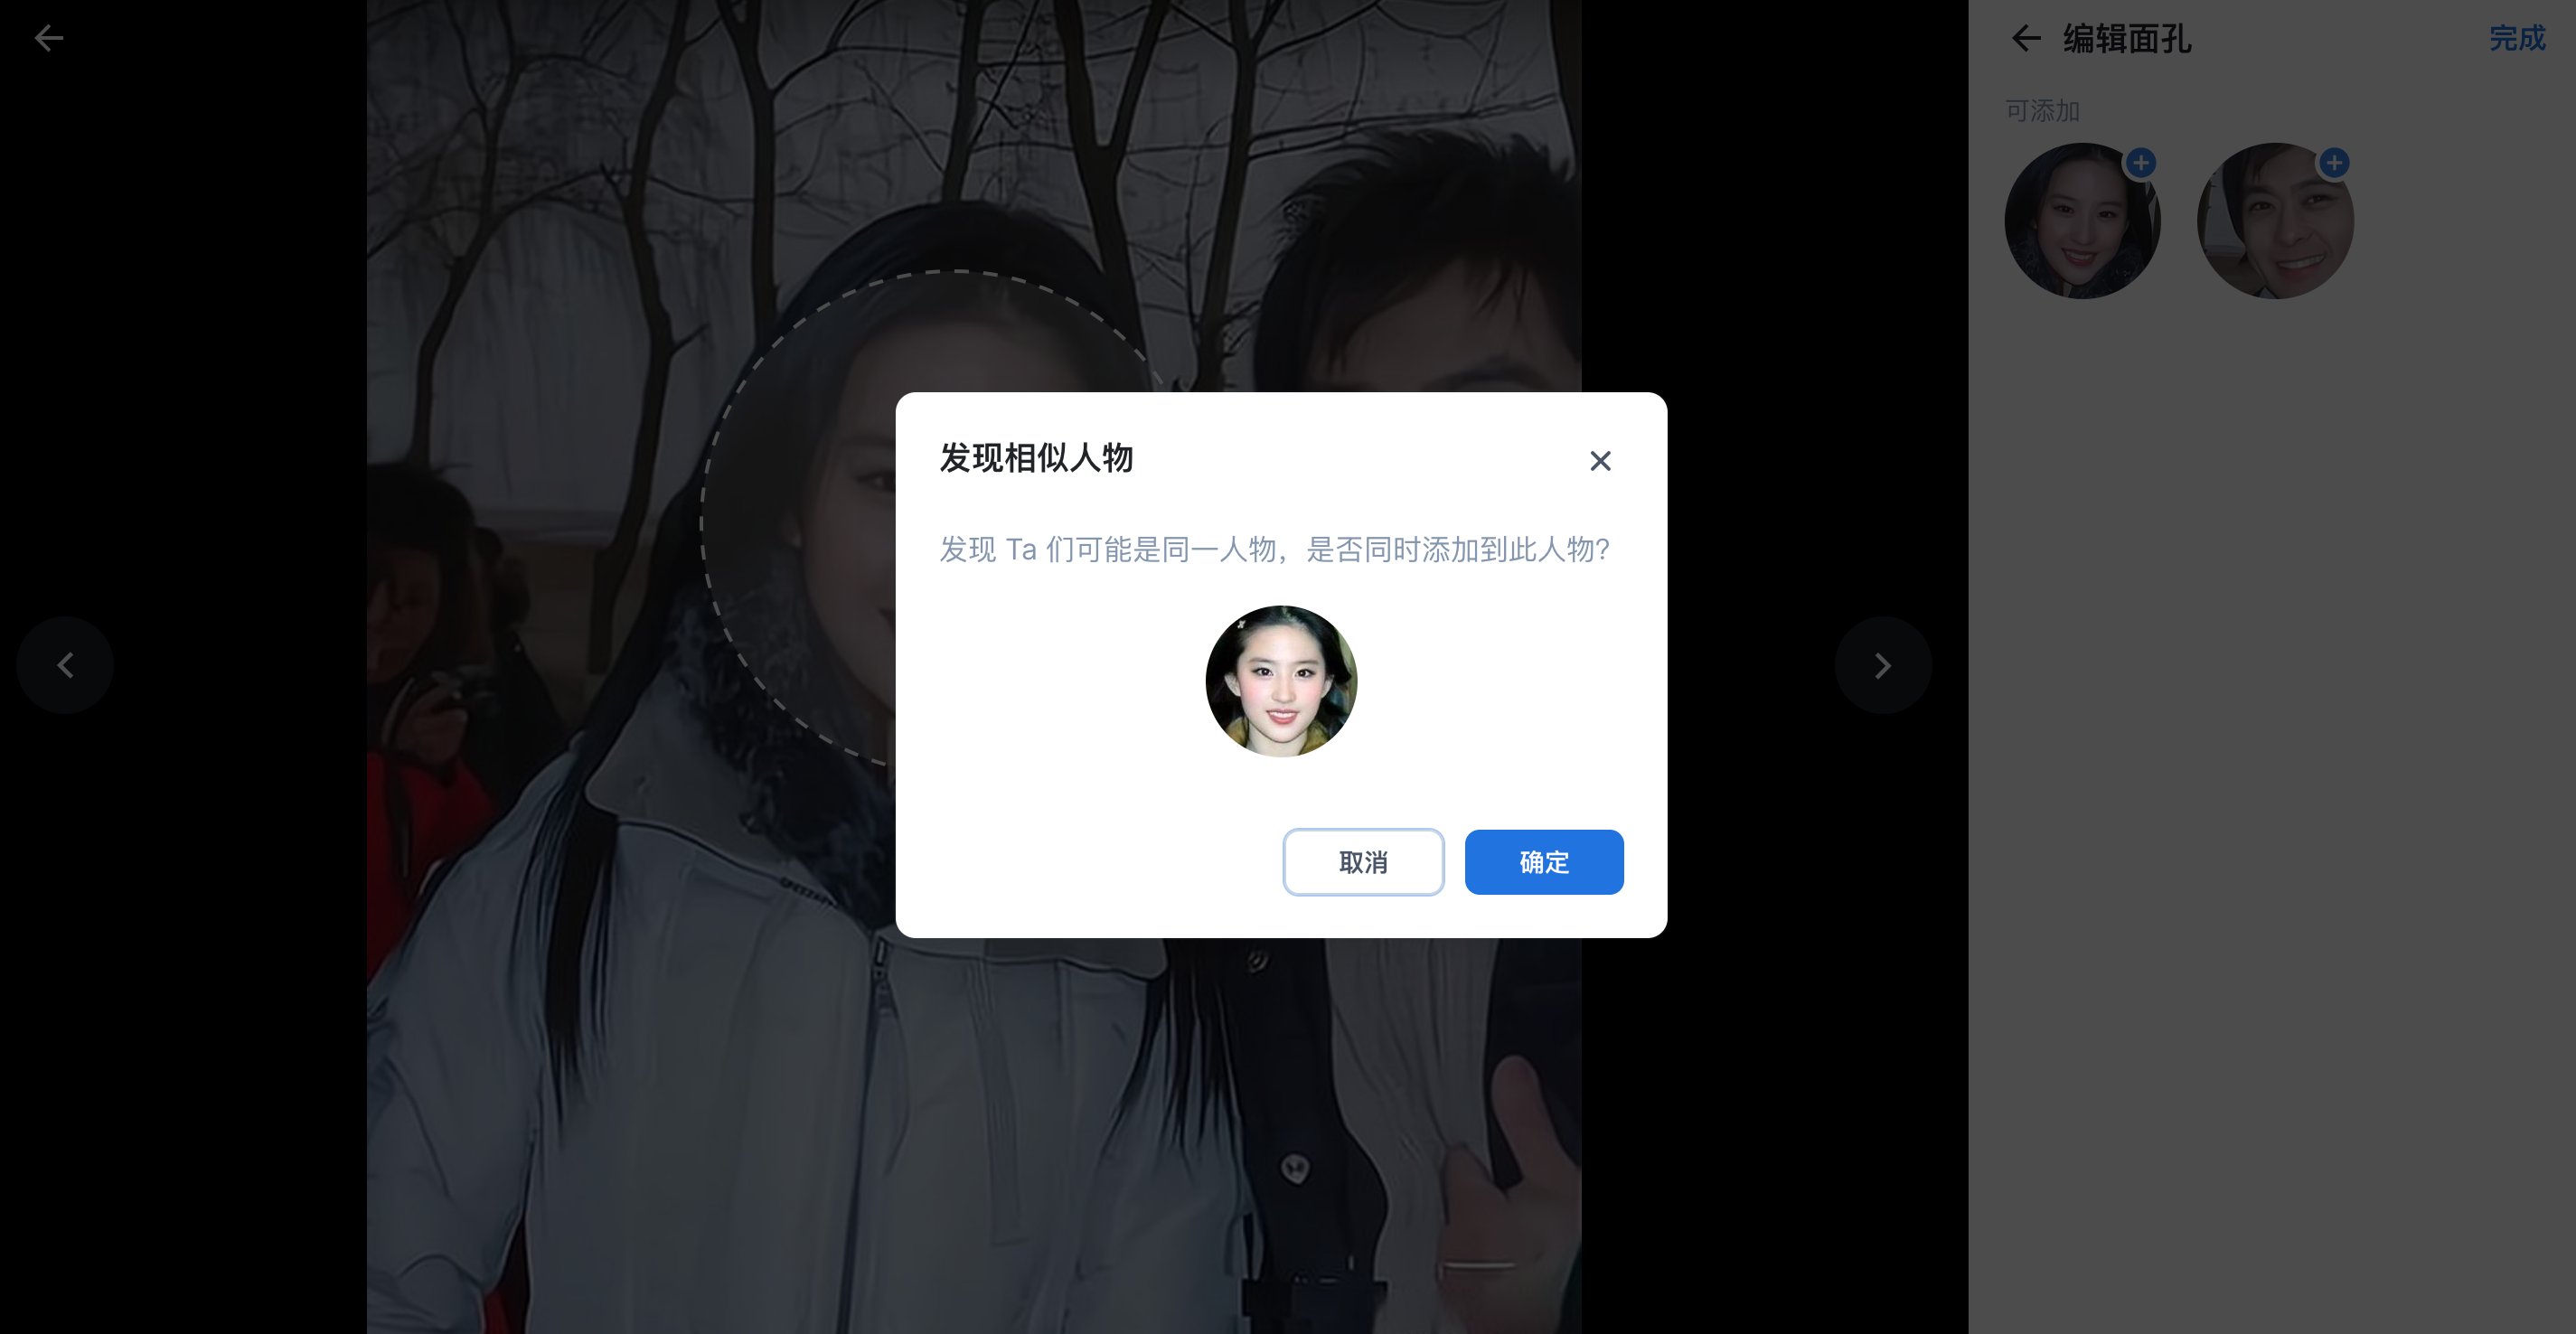 编辑面孔
完成
可添加
发现相似人物
发现 Ta 们可能是同一人物，是否同时添加到此人物？
取消
确定